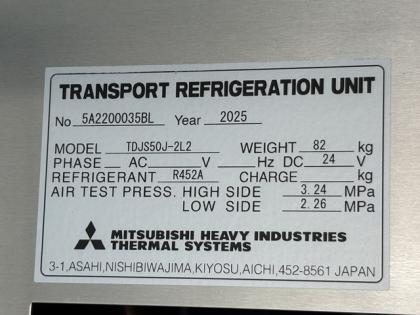 TRANSPORT REFRIGERATION UNIT
No 5A2200035BL Year 2025
MODEL TDJS50J-2L2 WEIGHT 82 kg
PHASE AC V Hz DC 24 V
REFRIGERANT R452A CHARGE kg
AIR TEST PRESS. HIGH SIDE 3.24 MPa
LOW SIDE 2.26 MPa
MITSUBISHI HEAVY INDUSTRIES
THERMAL SYSTEMS
3-1,ASAHI,NISHIBIWAJIMA,KIYOSU,AICHI,452-8561 JAPAN